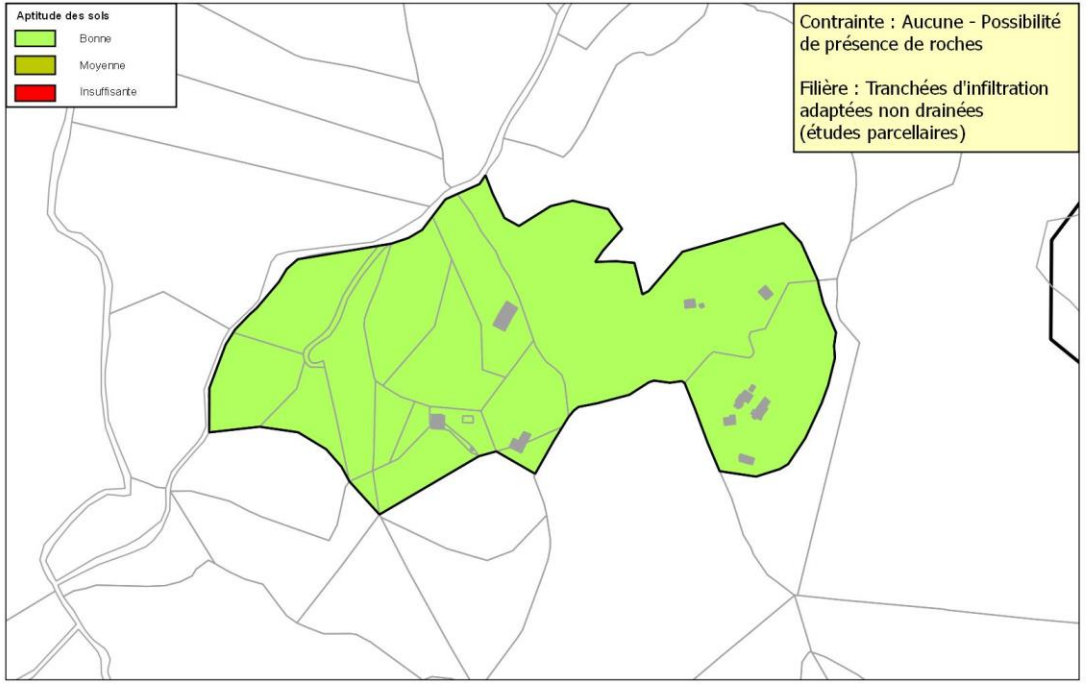 Aptitude des sols
Bonne
Moyenne
Insuffisante
Contrainte : Aucune - Possibilité
de présence de roches
Filière : Tranchées d'infiltration
adaptées non drainées
(études parcellaires)